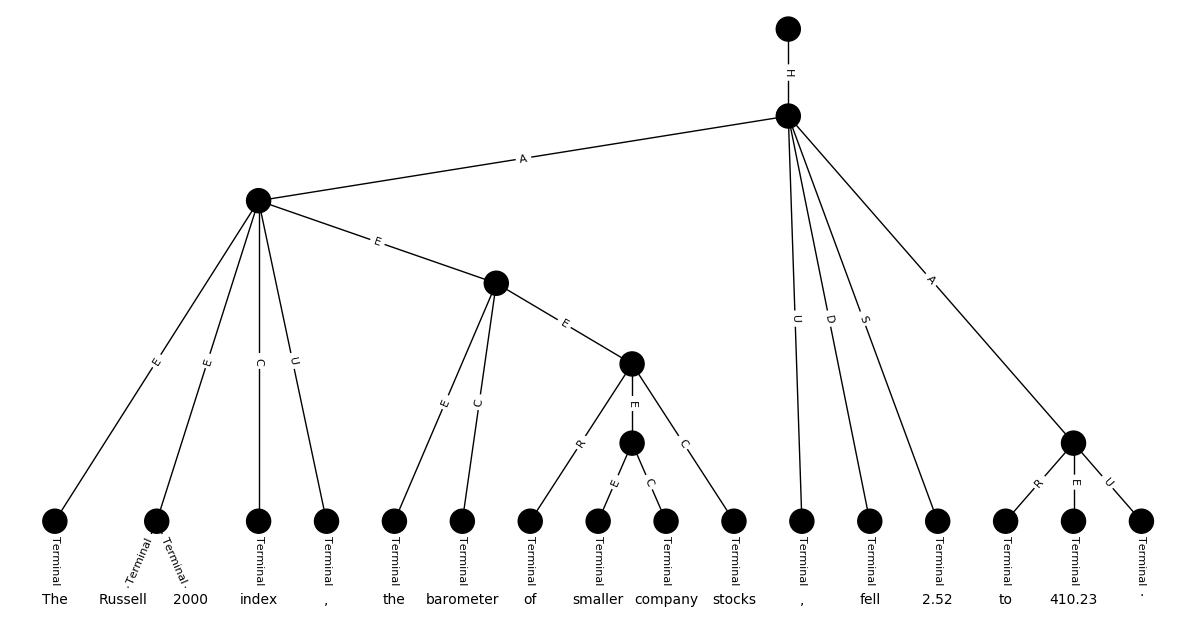 H
A
E
E
E E C U U D S A
E C R E C
E C R E U
Terminal Terminal Terminal Terminal Terminal Terminal Terminal Terminal Terminal Terminal Terminal Terminal Terminal Terminal Terminal Terminal
The Russell 2000 index , the barometer of smaller company stocks , fell 2.52 to 410.23 .